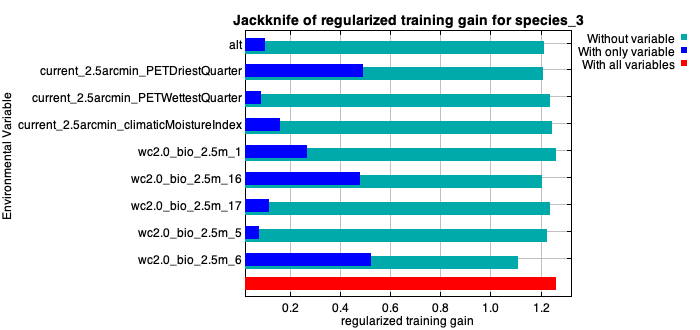 Jackknife of regularized training gain for species_3
Without variable
With only variable
With all variables
Environmental Variable
alt
current_2.5arcmin_PETDriestQuarter
current_2.5arcmin_PETWettestQuarter
current_2.5arcmin_climaticMoistureIndex
wc2.0_bio_2.5m_1
wc2.0_bio_2.5m_16
wc2.0_bio_2.5m_17
wc2.0_bio_2.5m_5
wc2.0_bio_2.5m_6
0.2 0.4 0.6 0.8 1.0 1.2
regularized training gain